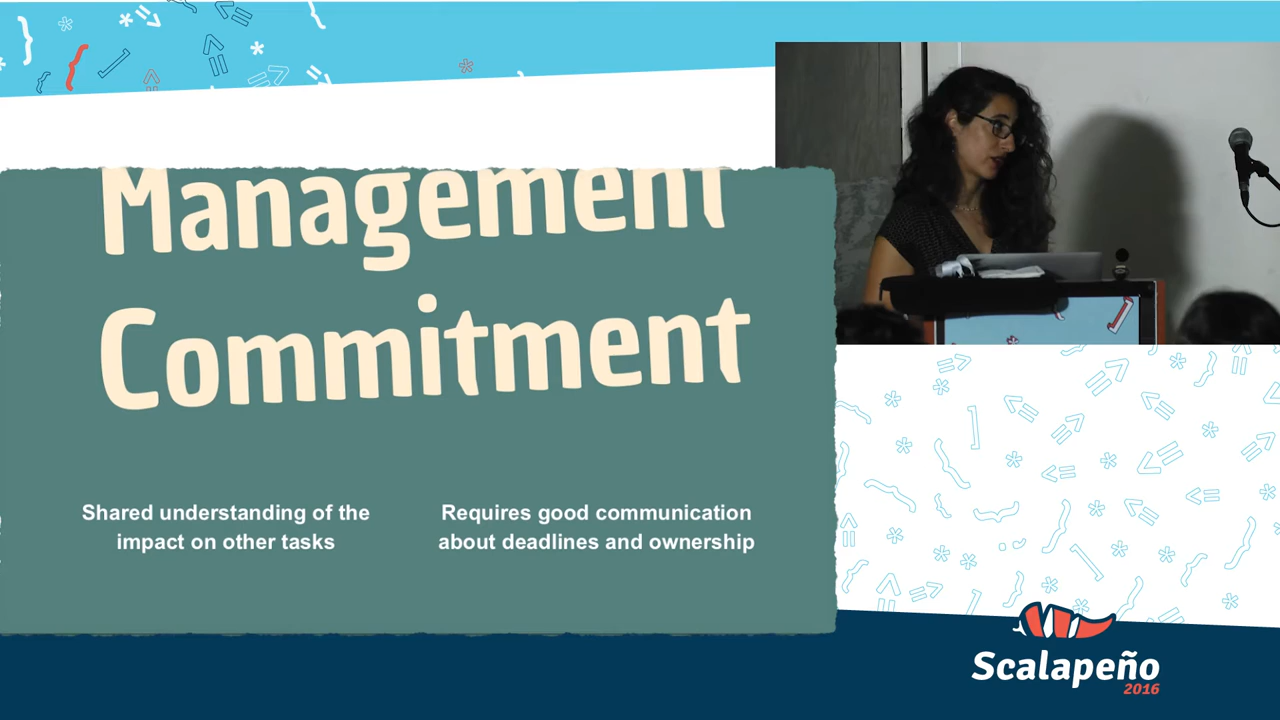 Management
Commitment
Shared understanding of the
impact on other tasks
Requires good communication
about deadlines and ownership
Scalapeño
2016